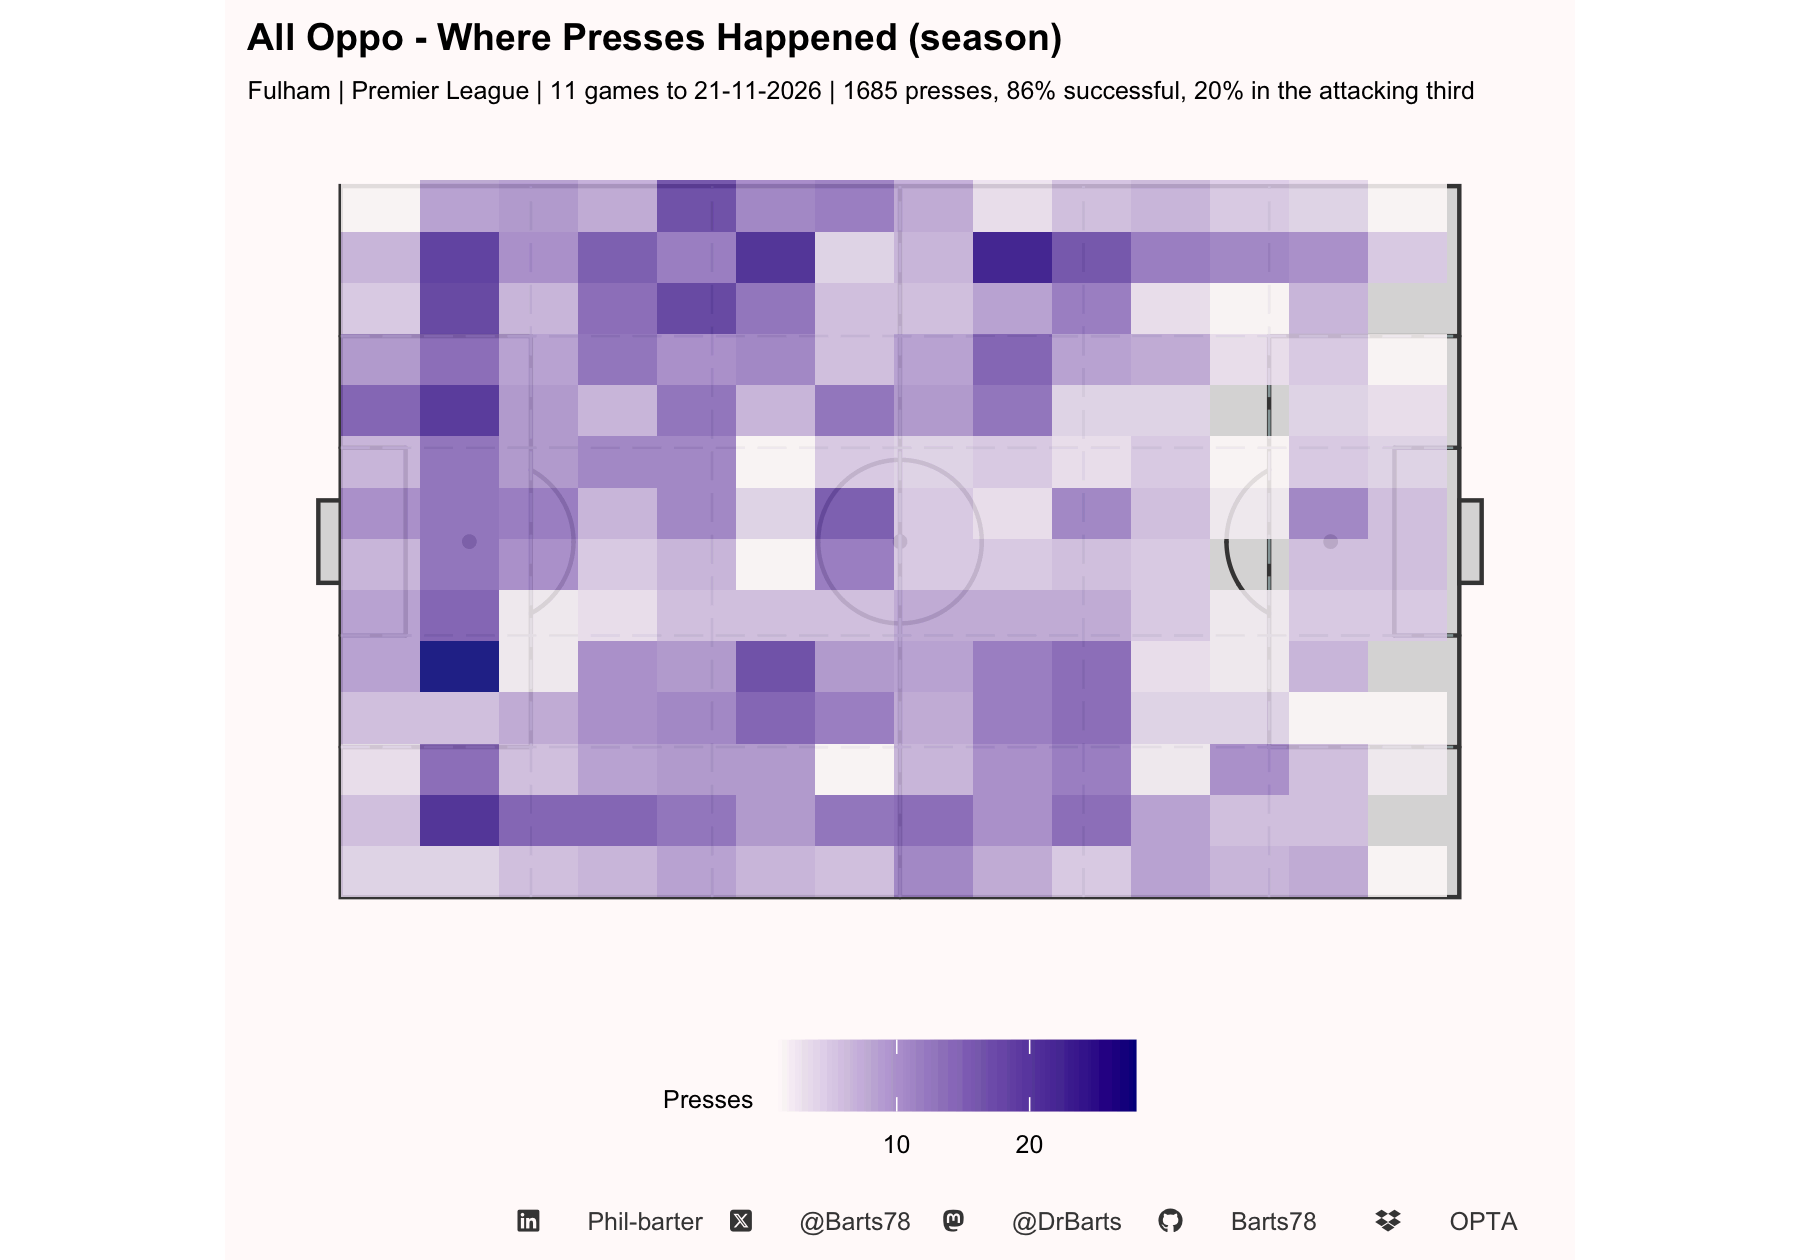 All Oppo - Where Presses Happened (season)
Fulham | Premier League | 11 games to 21-11-2026 | 1685 presses, 86% successful, 20% in the attacking third
Presses
10 20
Phil-barter @Barts78 @DrBarts Barts78 OPTA